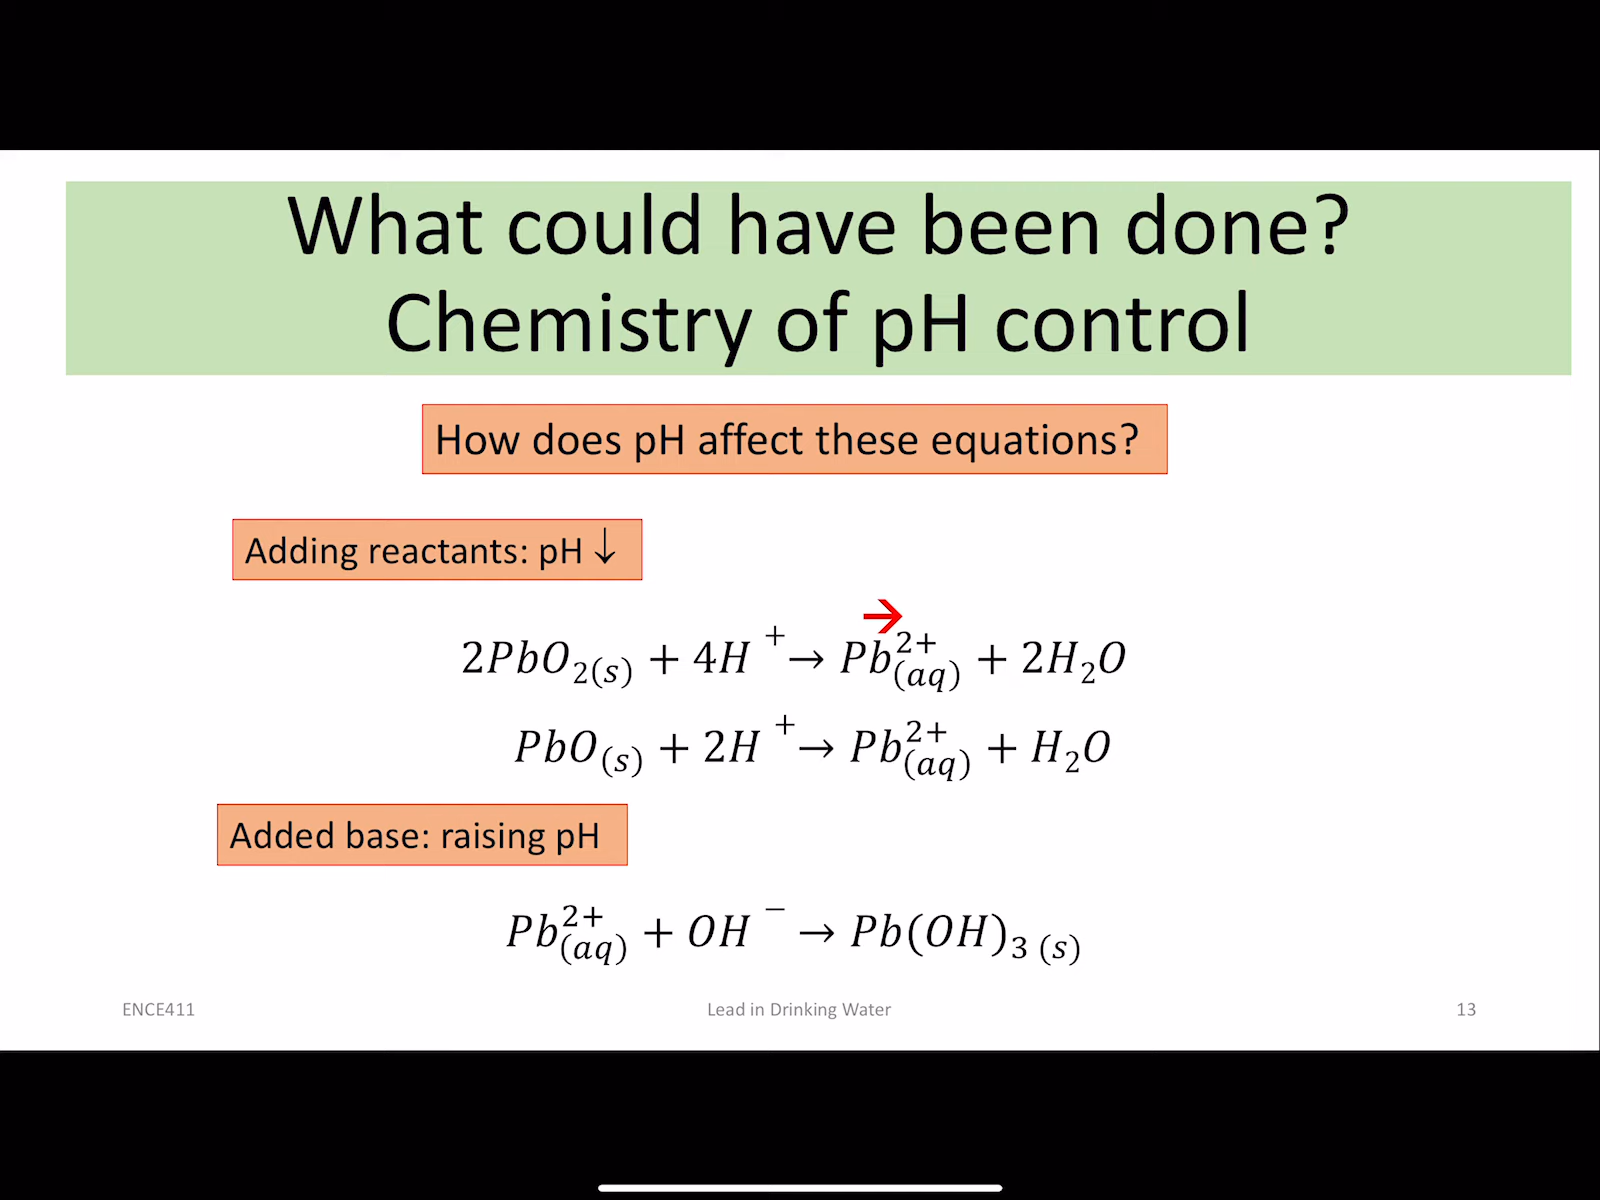 What could have been done?
Chemistry of pH control
How does pH affect these equations?
Adding reactants: pH ↓
→
2PbO₂₍s₎ + 4H ⁺→ Pb²⁺₍aq₎ + 2H₂O
PbO₍s₎ + 2H ⁺→ Pb²⁺₍aq₎ + H₂O
Added base: raising pH
Pb²⁺₍aq₎ + OH ⁻ → Pb(OH)₃ ₍s₎
ENCE411 Lead in Drinking Water 13